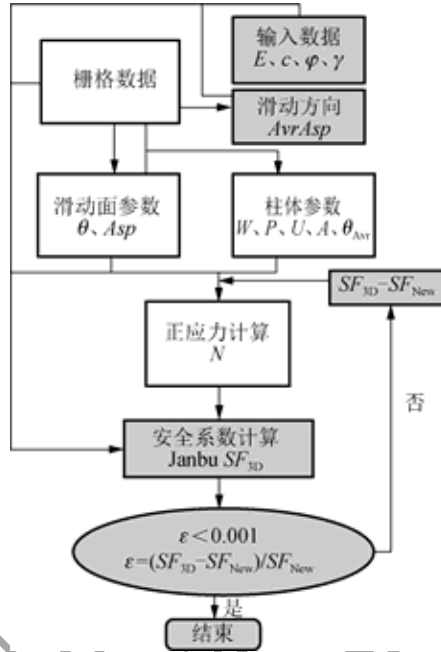 输入数据
E、c、φ、γ
栅格数据
滑动方向
AvrAsp
滑动面参数
θ、Asp
柱体参数
W、P、U、A、θAvr
SF3D−SFNew
正应力计算
N
否
安全系数计算
Janbu SF3D
ε＜0.001
ε=(SF3D−SFNew)/SFNew
是
结束